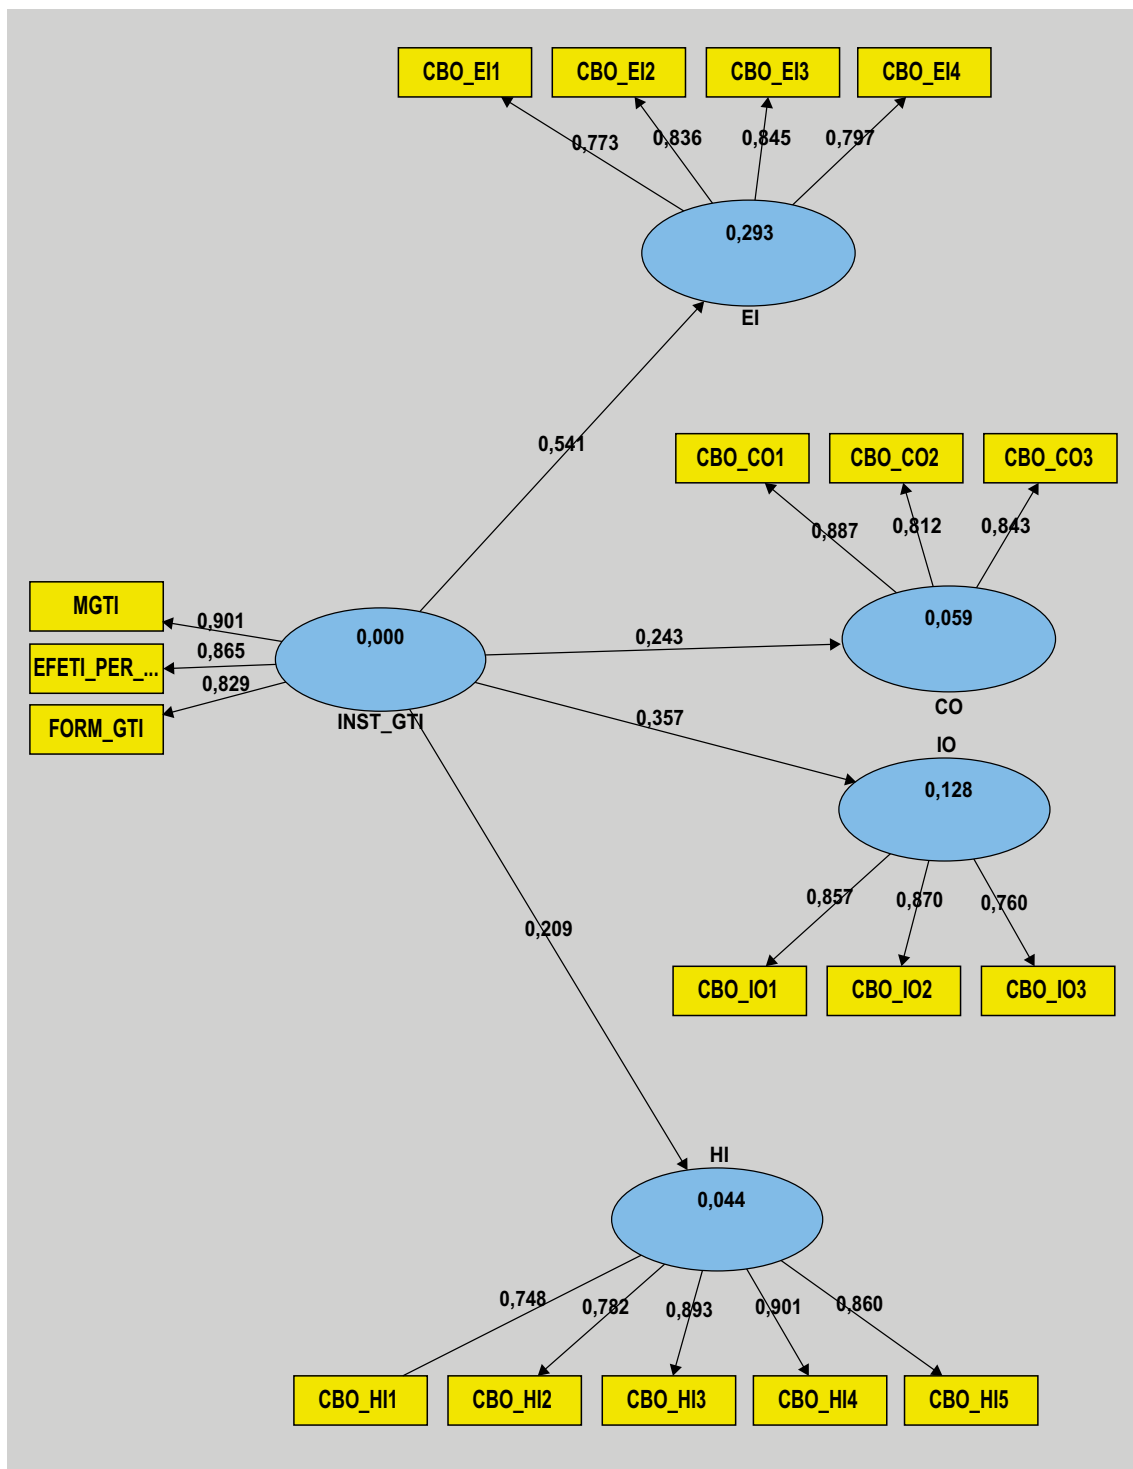 CBO_EI1 CBO_EI2 CBO_EI3 CBO_EI4
0,773 0,836 0,845 0,797
0,293
EI
0,541
CBO_CO1 CBO_CO2 CBO_CO3
0,887 0,812 0,843
0,059
CO
MGTI
EFETI_PER_...
FORM_GTI
0,901
0,865
0,829
0,000
INST_GTI
0,243
0,357
0,209
IO
0,128
0,857 0,870 0,760
CBO_IO1 CBO_IO2 CBO_IO3
HI
0,044
0,748 0,782 0,893 0,901 0,860
CBO_HI1 CBO_HI2 CBO_HI3 CBO_HI4 CBO_HI5